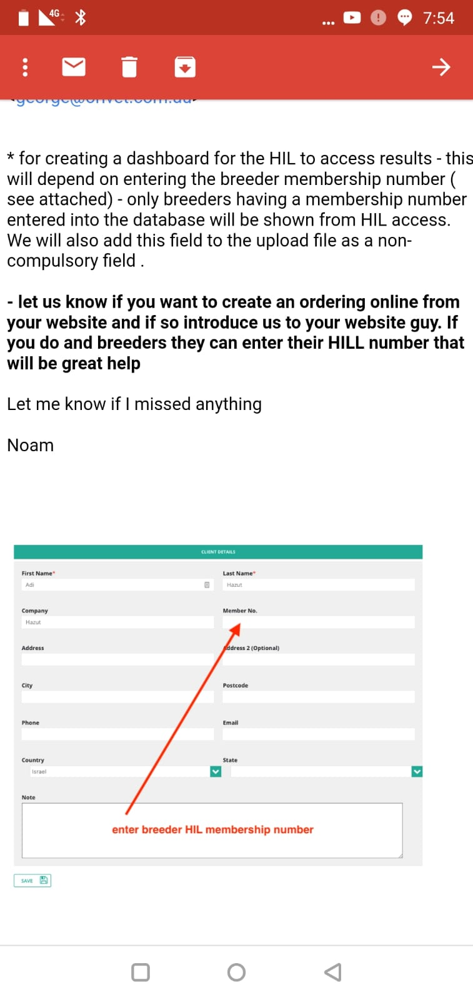 4G
7:54
* for creating a dashboard for the HIL to access results - this
will depend on entering the breeder membership number (
see attached) - only breeders having a membership number
entered into the database will be shown from HIL access.
We will also add this field to the upload file as a non-
compulsory field .
- let us know if you want to create an ordering online from
your website and if so introduce us to your website guy. If
you do and breeders they can enter their HILL number that
will be great help
Let me know if I missed anything
Noam
CLIENT DETAILS
First Name*
Last Name*
Adi
Hazut
Company
Member No.
Hazut
Address
Address 2 (Optional)
City
Postcode
Phone
Email
Country
State
Israel
Note
enter breeder HIL membership number
SAVE